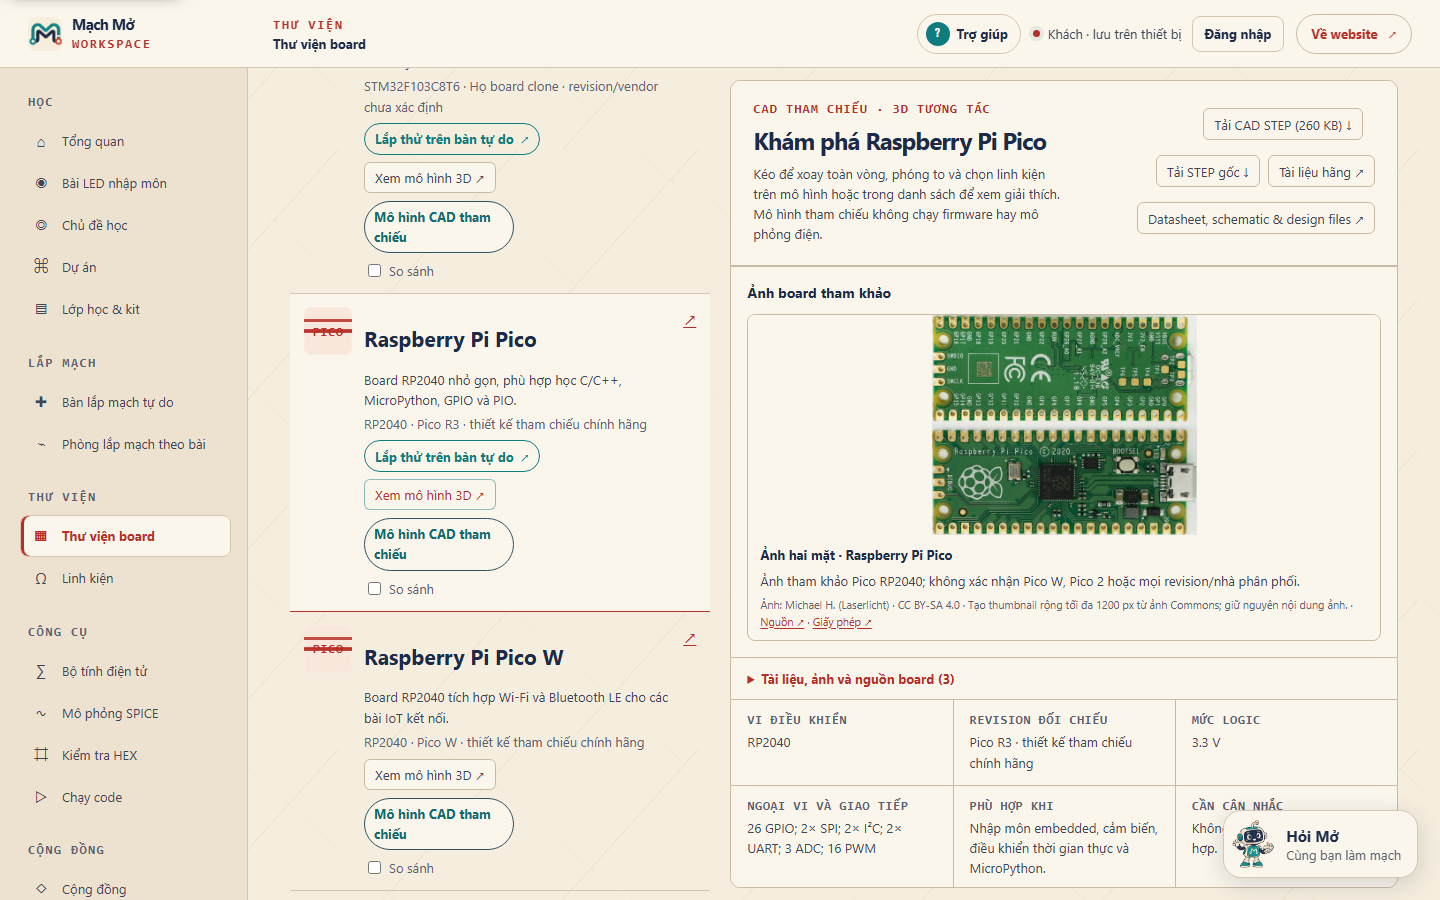 Mạch Mở
WORKSPACE
THƯ VIỆN
Thư viện board
? Trợ giúp
Khách · lưu trên thiết bị
Đăng nhập
Về website ↗
HỌC
Tổng quan
Bài LED nhập môn
Chủ đề học
Dự án
Lớp học & kit
LẮP MẠCH
Bàn lắp mạch tự do
Phòng lắp mạch theo bài
THƯ VIỆN
Thư viện board
Linh kiện
CÔNG CỤ
Bộ tính điện tử
Mô phỏng SPICE
Kiểm tra HEX
Chạy code
CỘNG ĐỒNG
Cộng đồng
STM32F103C8T6 · Họ board clone · revision/vendor
chưa xác định
Lắp thử trên bàn tự do ↗
Xem mô hình 3D ↗
Mô hình CAD tham
chiếu
So sánh
PICO
Raspberry Pi Pico
↗
Board RP2040 nhỏ gọn, phù hợp học C/C++,
MicroPython, GPIO và PIO.
RP2040 · Pico R3 · thiết kế tham chiếu chính hãng
Lắp thử trên bàn tự do ↗
Xem mô hình 3D ↗
Mô hình CAD tham
chiếu
So sánh
PICO
Raspberry Pi Pico W
↗
Board RP2040 tích hợp Wi-Fi và Bluetooth LE cho các
bài IoT kết nối.
RP2040 · Pico W · thiết kế tham chiếu chính hãng
Xem mô hình 3D ↗
Mô hình CAD tham
chiếu
So sánh
CAD THAM CHIẾU · 3D TƯƠNG TÁC
Khám phá Raspberry Pi Pico
Kéo để xoay toàn vòng, phóng to và chọn linh kiện
trên mô hình hoặc trong danh sách để xem giải thích.
Mô hình tham chiếu không chạy firmware hay mô
phỏng điện.
Tải CAD STEP (260 KB) ↓
Tải STEP gốc ↓
Tài liệu hãng ↗
Datasheet, schematic & design files ↗
Ảnh board tham khảo
SWDIO
GND
SWCLK
Raspberry Pi Pico © 2020
BOOTSEL
Ảnh hai mặt · Raspberry Pi Pico
Ảnh tham khảo Pico RP2040; không xác nhận Pico W, Pico 2 hoặc mọi revision/nhà phân phối.
Ảnh: Michael H. (Laserlicht) · CC BY-SA 4.0 · Tạo thumbnail rộng tối đa 1200 px từ ảnh Commons; giữ nguyên nội dung ảnh. ·
Nguồn ↗ · Giấy phép ↗
Tài liệu, ảnh và nguồn board (3)
VI ĐIỀU KHIỂN
RP2040
REVISION ĐỐI CHIẾU
Pico R3 · thiết kế tham chiếu
chính hãng
MỨC LOGIC
3.3 V
NGOẠI VI VÀ GIAO TIẾP
26 GPIO; 2× SPI; 2× I²C; 2×
UART; 3 ADC; 16 PWM
PHÙ HỢP KHI
Nhập môn embedded, cảm biến,
điều khiển thời gian thực và
MicroPython.
CẦN CÂN NHẮC
hợp.
Hỏi Mở
Cùng bạn làm mạch